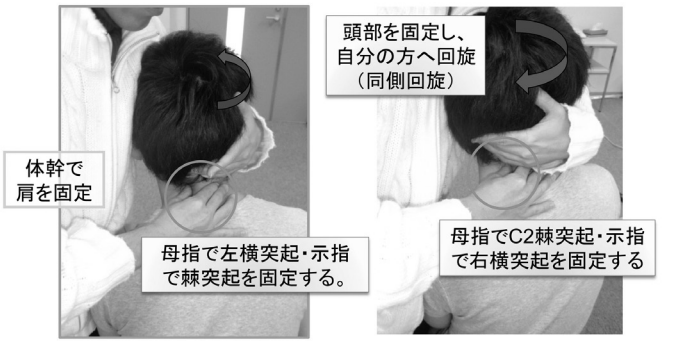 体幹で
肩を固定
母指で左横突起・示指
で棘突起を固定する。
頭部を固定し、
自分の方へ回旋
（同側回旋）
母指でC2棘突起・示指
で右横突起を固定する